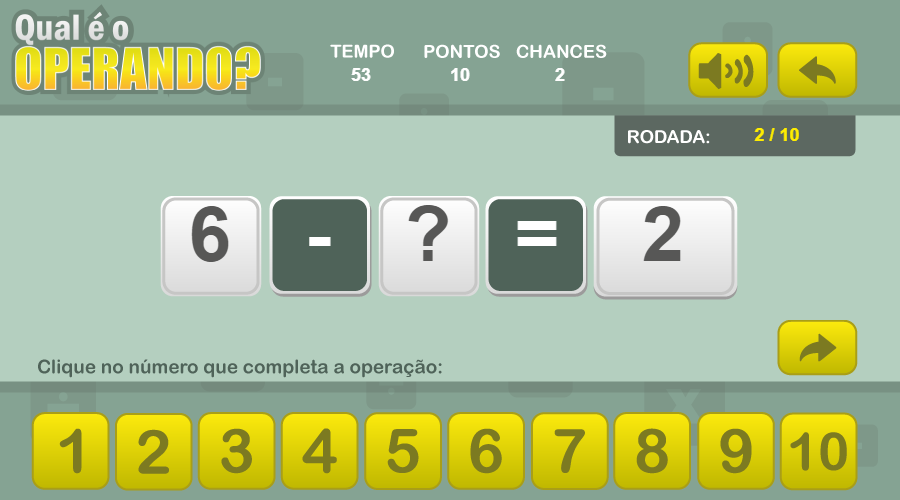 Qual é o
OPERANDO?
TEMPO PONTOS CHANCES
53 10 2
RODADA: 2 / 10
6 - ? = 2
Clique no número que completa a operação:
1 2 3 4 5 6 7 8 9 10